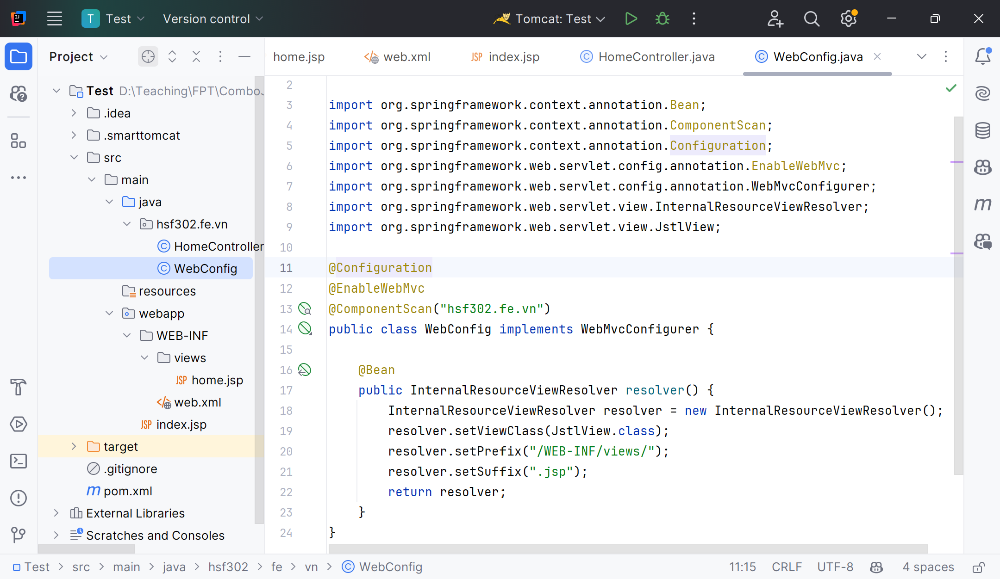 T Test Version control Tomcat: Test
Project
home.jsp web.xml JSP index.jsp HomeController.java WebConfig.java
Test D:\Teaching\FPT\Combo
.idea
.smarttomcat
src
main
java
hsf302.fe.vn
HomeController
WebConfig
resources
webapp
WEB-INF
views
JSP home.jsp
web.xml
JSP index.jsp
target
.gitignore
m pom.xml
External Libraries
Scratches and Consoles
2
3 import org.springframework.context.annotation.Bean;
4 import org.springframework.context.annotation.ComponentScan;
5 import org.springframework.context.annotation.Configuration;
6 import org.springframework.web.servlet.config.annotation.EnableWebMvc;
7 import org.springframework.web.servlet.config.annotation.WebMvcConfigurer;
8 import org.springframework.web.servlet.view.InternalResourceViewResolver;
9 import org.springframework.web.servlet.view.JstlView;
10
11 @Configuration
12 @EnableWebMvc
13 @ComponentScan("hsf302.fe.vn")
14 public class WebConfig implements WebMvcConfigurer {
15
16 @Bean
17 public InternalResourceViewResolver resolver() {
18 InternalResourceViewResolver resolver = new InternalResourceViewResolver();
19 resolver.setViewClass(JstlView.class);
20 resolver.setPrefix("/WEB-INF/views/");
21 resolver.setSuffix(".jsp");
22 return resolver;
23 }
24 }
m
Test > src > main > java > hsf302 > fe > vn > WebConfig 11:15 CRLF UTF-8 4 spaces